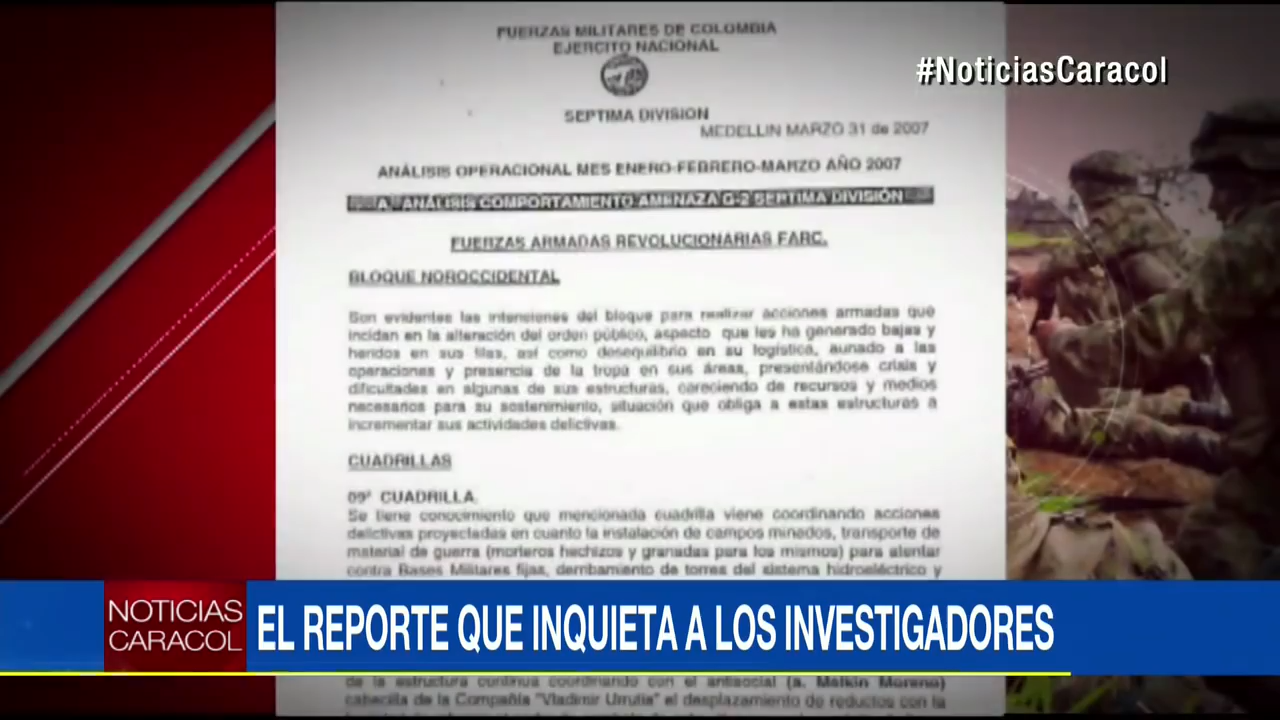 FUERZAS MILITARES DE COLOMBIA
EJERCITO NACIONAL
#NoticiasCaracol
SEPTIMA DIVISION
MEDELLIN MARZO 31 de 2007
ANÁLISIS OPERACIONAL MES ENERO-FEBRERO-MARZO AÑO 2007
A. ANÁLISIS COMPORTAMIENTO AMENAZA G-2 SEPTIMA DIVISIÓN
FUERZAS ARMADAS REVOLUCIONARIAS FARC.
BLOQUE NOROCCIDENTAL
Son evidentes las intenciones del bloque para realizar acciones armadas que
incidan en la alteración del orden público, aspecto que les ha generado bajas y
heridos en sus filas, así como desequilibrio en su logística, aunado a las
operaciones y presencia de la tropa en sus áreas, presentándose crisis y
dificultades en algunas de sus estructuras, careciendo de recursos y medios
necesarios para su sostenimiento, situación que obliga a estas estructuras a
incrementar sus actividades delictivas.
CUADRILLAS
09ª CUADRILLA.
Se tiene conocimiento que mencionada cuadrilla viene coordinando acciones
delictivas proyectadas en cuanto la instalación de campos minados, transporte de
material de guerra (morteros hechizos y granadas para los mismos) para atentar
contra Bases Militares fijas, derribamiento de torres del sistema hidroeléctrico y
NOTICIAS
CARACOL
EL REPORTE QUE INQUIETA A LOS INVESTIGADORES
de la estructura continua coordinando con el antisocial (a. Moreno)
cabecilla de la Compañía "Vladimir Urrutia" el desplazamiento de reductos con la